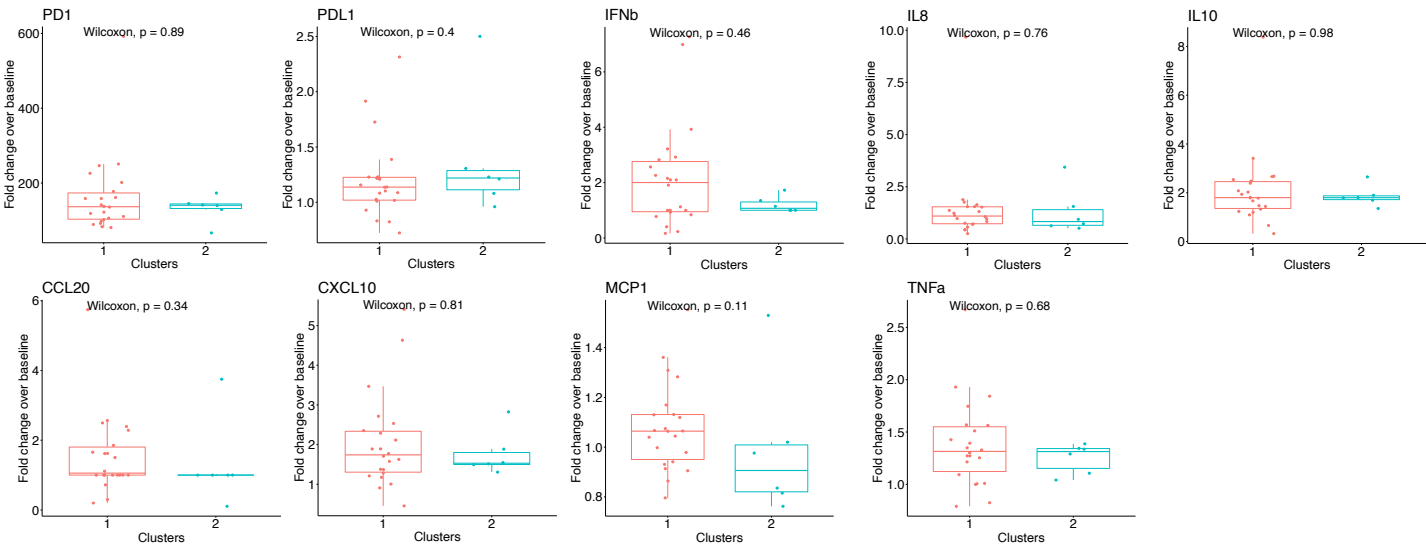 PD1
Wilcoxon, p = 0.89
Fold change over baseline
600
400
200
1
2
Clusters
PDL1
Wilcoxon, p = 0.4
Fold change over baseline
2.5
2.0
1.5
1.0
1
2
Clusters
IFNb
Wilcoxon, p = 0.46
Fold change over baseline
6
4
2
0
1
2
Clusters
IL8
Wilcoxon, p = 0.76
Fold change over baseline
10.0
7.5
5.0
2.5
0.0
1
2
Clusters
IL10
Wilcoxon, p = 0.98
Fold change over baseline
8
6
4
2
0
1
2
Clusters
CCL20
Wilcoxon, p = 0.34
Fold change over baseline
6
4
2
0
1
2
Clusters
CXCL10
Wilcoxon, p = 0.81
Fold change over baseline
5
4
3
2
1
1
2
Clusters
MCP1
Wilcoxon, p = 0.11
Fold change over baseline
1.4
1.2
1.0
0.8
1
2
Clusters
TNFa
Wilcoxon, p = 0.68
Fold change over baseline
2.5
2.0
1.5
1.0
1
2
Clusters